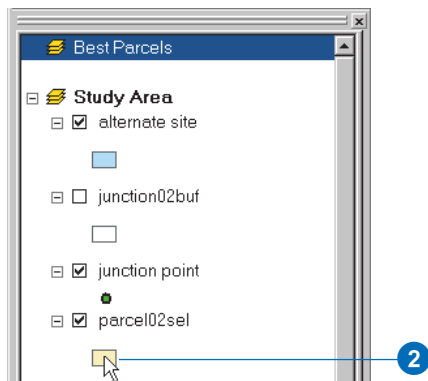 Best Parcels
Study Area
alternate site
junction02buf
junction point
parcel02sel
2